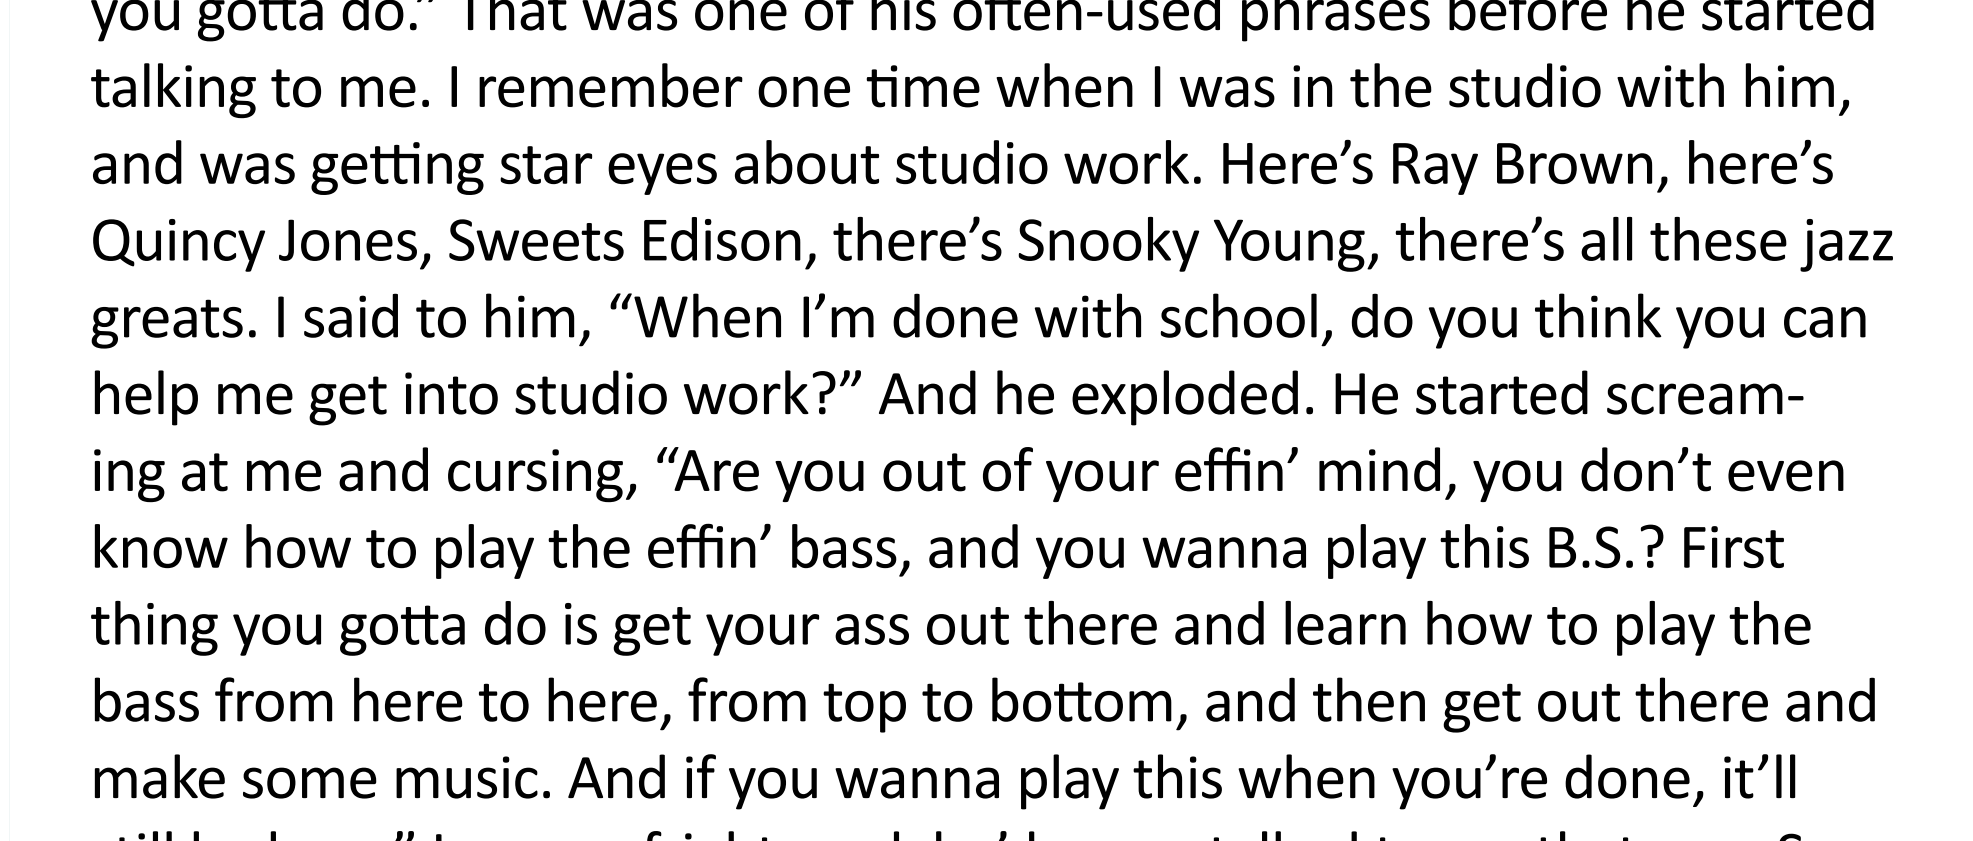 you gotta do.” That was one of his often-used phrases before he started
talking to me. I remember one time when I was in the studio with him,
and was getting star eyes about studio work. Here’s Ray Brown, here’s
Quincy Jones, Sweets Edison, there’s Snooky Young, there’s all these jazz
greats. I said to him, “When I’m done with school, do you think you can
help me get into studio work?” And he exploded. He started scream-
ing at me and cursing, “Are you out of your effin’ mind, you don’t even
know how to play the effin’ bass, and you wanna play this B.S.? First
thing you gotta do is get your ass out there and learn how to play the
bass from here to here, from top to bottom, and then get out there and
make some music. And if you wanna play this when you’re done, it’ll